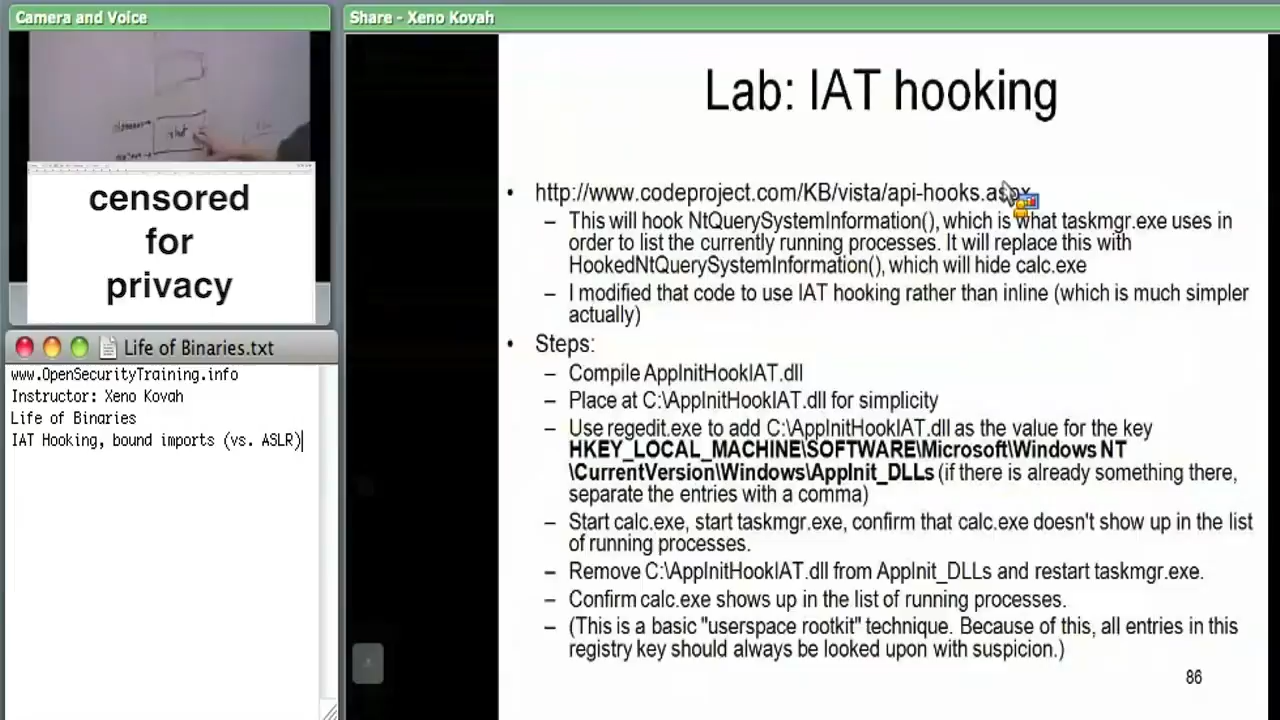 Camera and Voice
Share - Xeno Kovah
censored
for
privacy
Life of Binaries.txt
www.OpenSecurityTraining.info
Instructor: Xeno Kovah
Life of Binaries
IAT Hooking, bound imports (vs. ASLR)
Lab: IAT hooking
• http://www.codeproject.com/KB/vista/api-hooks.aspx
– This will hook NtQuerySystemInformation(), which is what taskmgr.exe uses in
order to list the currently running processes. It will replace this with
HookedNtQuerySystemInformation(), which will hide calc.exe
– I modified that code to use IAT hooking rather than inline (which is much simpler
actually)
• Steps:
– Compile AppInitHookIAT.dll
– Place at C:\AppInitHookIAT.dll for simplicity
– Use regedit.exe to add C:\AppInitHookIAT.dll as the value for the key
HKEY_LOCAL_MACHINE\SOFTWARE\Microsoft\Windows NT
\CurrentVersion\Windows\AppInit_DLLs (if there is already something there,
separate the entries with a comma)
– Start calc.exe, start taskmgr.exe, confirm that calc.exe doesn't show up in the list
of running processes.
– Remove C:\AppInitHookIAT.dll from AppInit_DLLs and restart taskmgr.exe.
– Confirm calc.exe shows up in the list of running processes.
– (This is a basic "userspace rootkit" technique. Because of this, all entries in this
registry key should always be looked upon with suspicion.)
86